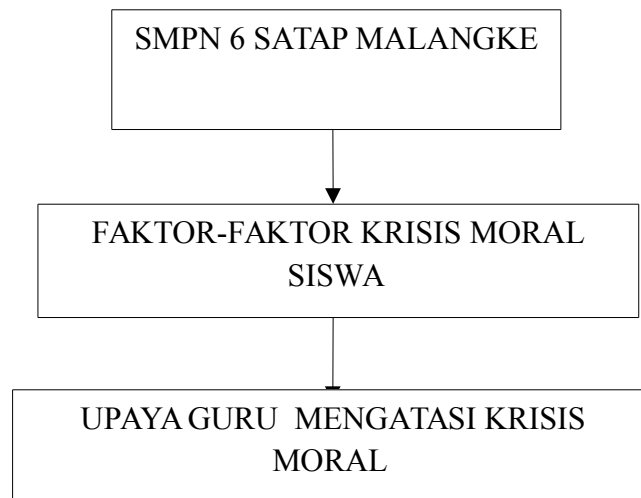 SMPN 6 SATAP MALANGKE
FAKTOR-FAKTOR KRISIS MORAL
SISWA
UPAYA GURU MENGATASI KRISIS
MORAL